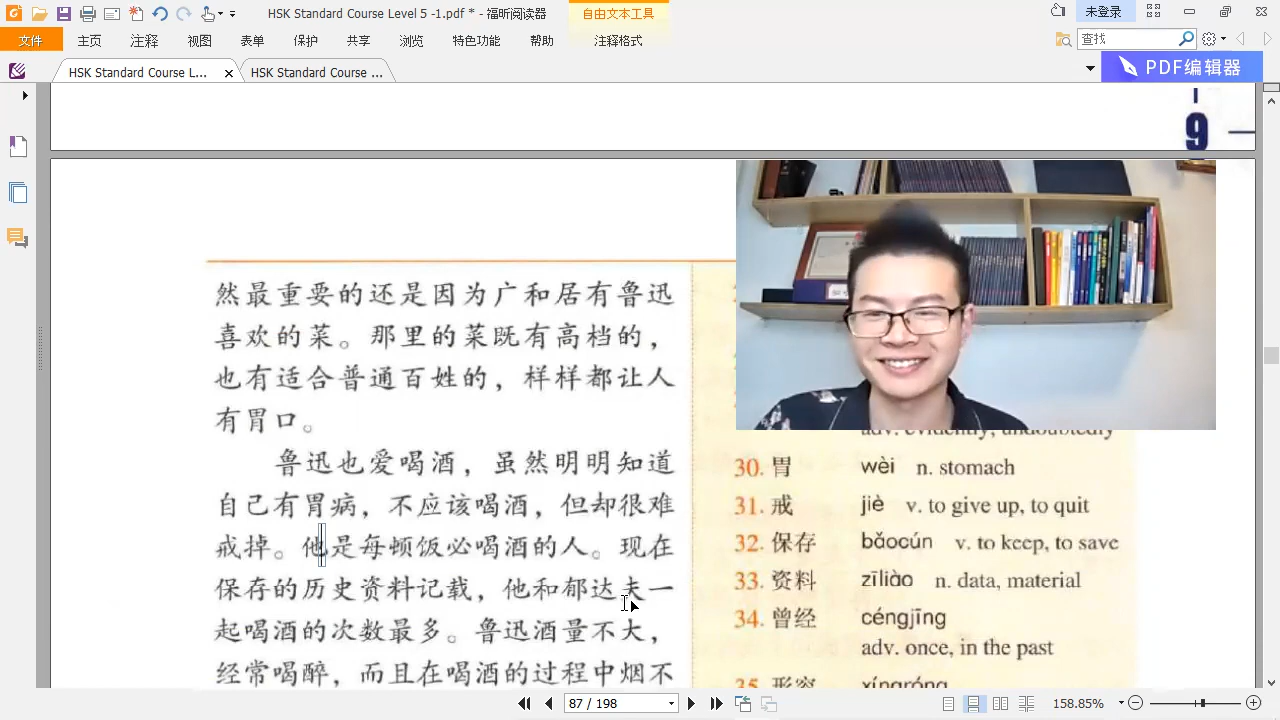 HSK Standard Course Level 5 -1.pdf * - 福昕阅读器
自由文本工具
未登录
文件
主页
注释
视图
表单
保护
共享
浏览
特色功能
帮助
注释格式
查找
HSK Standard Course L...
HSK Standard Course ...
PDF编辑器
9
然最重要的还是因为广和居有鲁迅
喜欢的菜。那里的菜既有高档的，
也有适合普通百姓的，样样都让人
有胃口。
鲁迅也爱喝酒，虽然明明知道
自己有胃病，不应该喝酒，但却很难
戒掉。他是每顿饭必喝酒的人。现在
保存的历史资料记载，他和郁达夫一
起喝酒的次数最多。鲁迅酒量不大，
经常喝醉，而且在喝酒的过程中烟不
adv. evidently, undoubtedly
30. 胃 wèi n. stomach
31. 戒 jiè v. to give up, to quit
32. 保存 bǎocún v. to keep, to save
33. 资料 zīliào n. data, material
34. 曾经 céngjīng
adv. once, in the past
35. 形容 xíngróng
87 / 198
158.85%